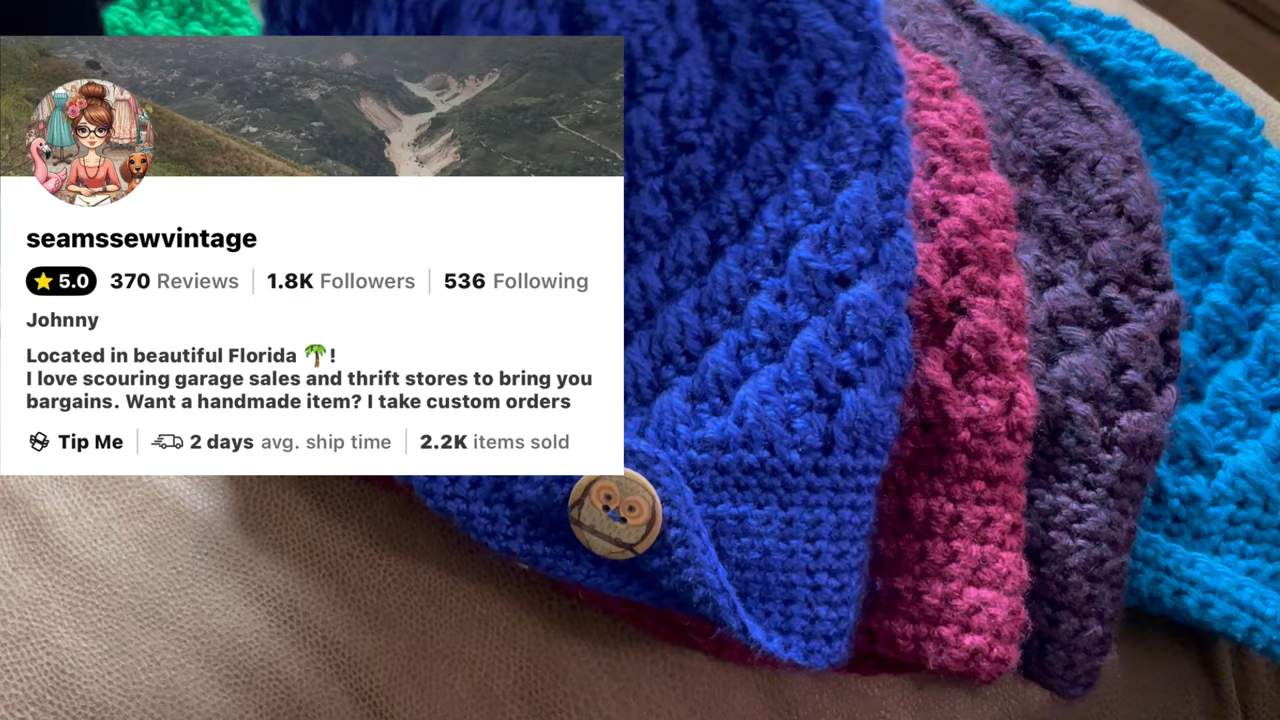 seamssewvintage
5.0 370 Reviews 1.8K Followers 536 Following
Johnny
Located in beautiful Florida 🌴!
I love scouring garage sales and thrift stores to bring you
bargains. Want a handmade item? I take custom orders
Tip Me 2 days avg. ship time 2.2K items sold